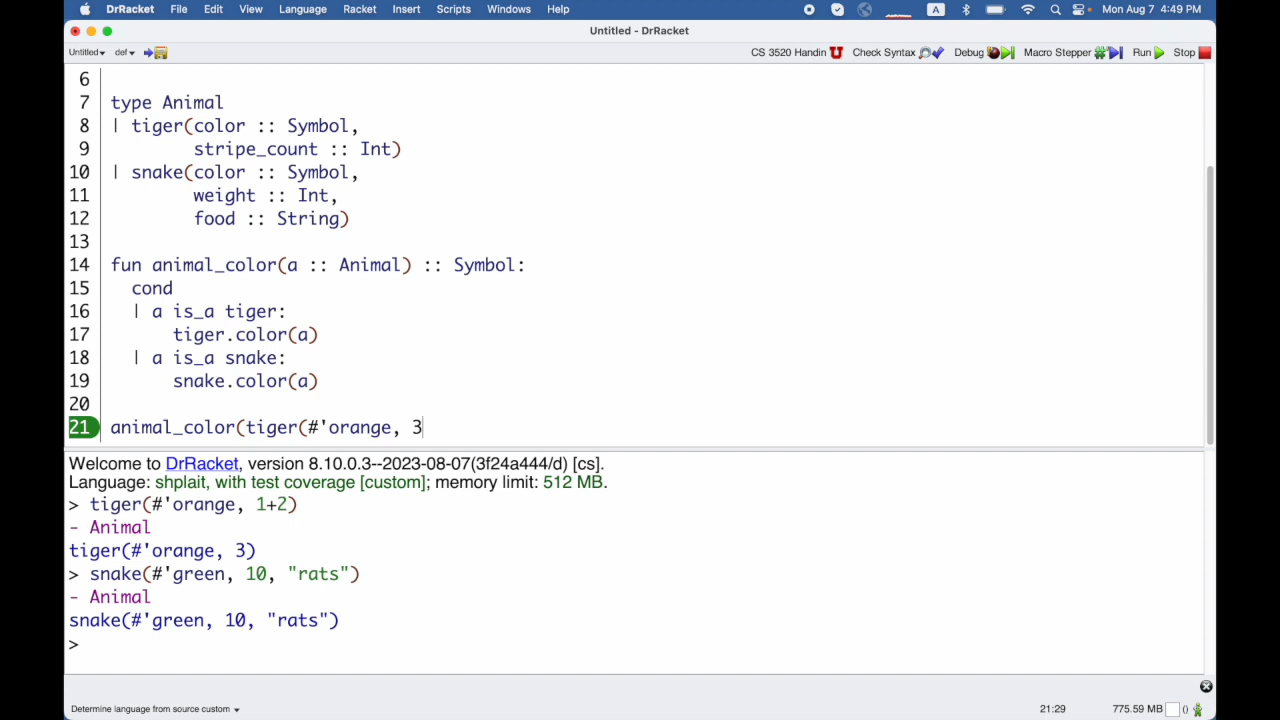 DrRacket File Edit View Language Racket Insert Scripts Windows Help A Mon Aug 7 4:49 PM
Untitled - DrRacket
Untitled def CS 3520 Handin Check Syntax Debug Macro Stepper Run Stop
6
7 type Animal
8 | tiger(color :: Symbol,
9 stripe_count :: Int)
10 | snake(color :: Symbol,
11 weight :: Int,
12 food :: String)
13
14 fun animal_color(a :: Animal) :: Symbol:
15 cond
16 | a is_a tiger:
17 tiger.color(a)
18 | a is_a snake:
19 snake.color(a)
20
21 animal_color(tiger(#'orange, 3
Welcome to DrRacket, version 8.10.0.3--2023-08-07(3f24a444/d) [cs].
Language: shplait, with test coverage [custom]; memory limit: 512 MB.
> tiger(#'orange, 1+2)
- Animal
tiger(#'orange, 3)
> snake(#'green, 10, "rats")
- Animal
snake(#'green, 10, "rats")
>
Determine language from source custom 21:29 775.59 MB ()